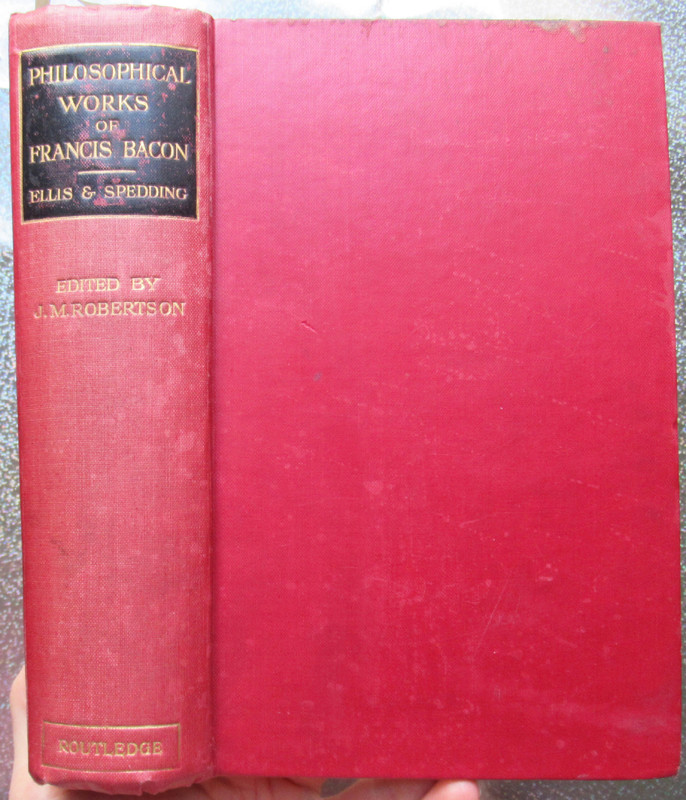 PHILOSOPHICAL
WORKS
OF
FRANCIS BACON
ELLIS & SPEDDING
EDITED BY
J. M. ROBERTSON
ROUTLEDGE